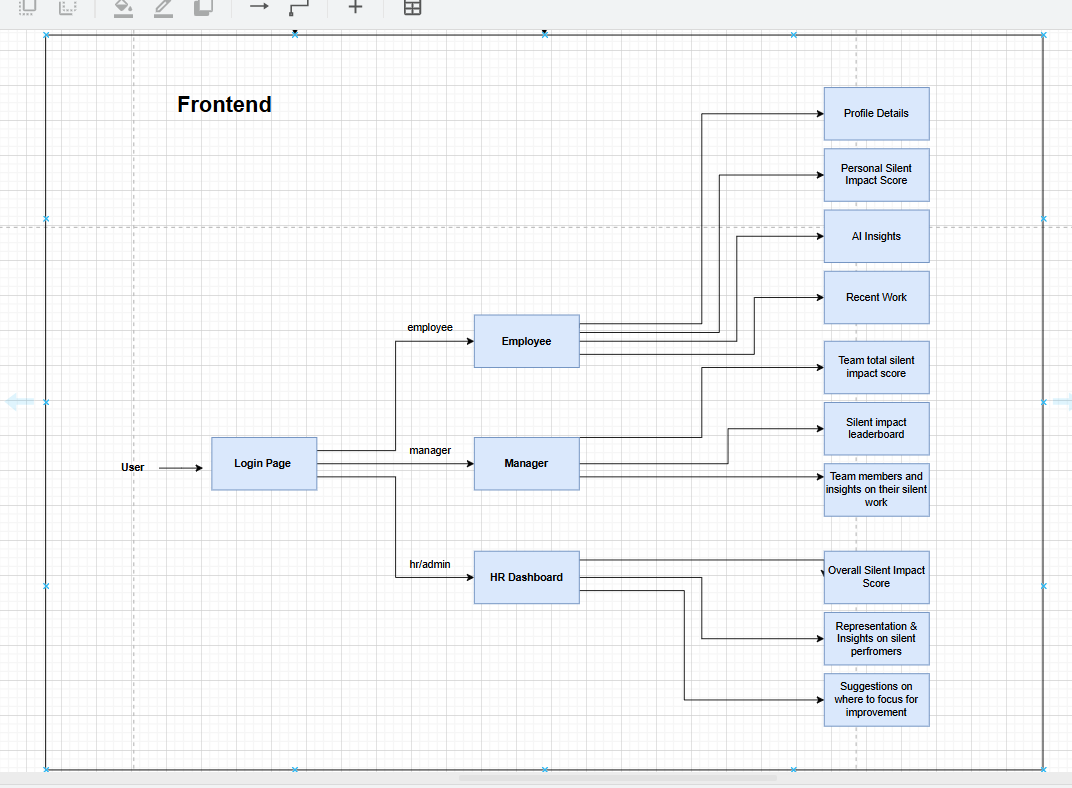 Frontend
Profile Details
Personal Silent
Impact Score
AI Insights
Recent Work
employee
Employee
Team total silent
impact score
Silent impact
leaderboard
manager
User
Login Page
Manager
Team members and
insights on their silent
work
hr/admin
HR Dashboard
Overall Silent Impact
Score
Representation &
Insights on silent
perfromers
Suggestions on
where to focus for
improvement